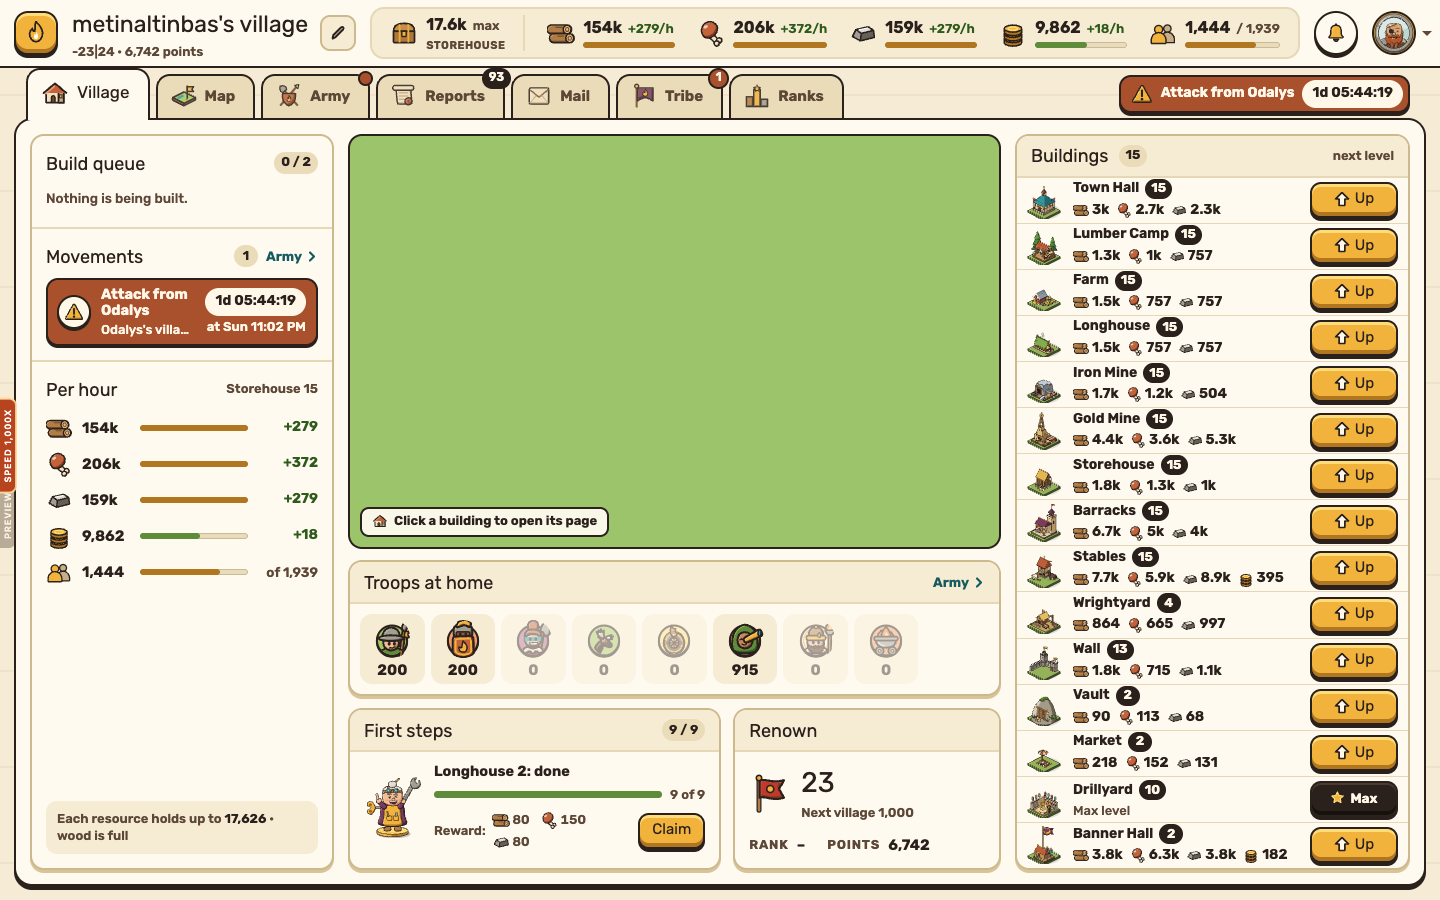 metinaltinbas's village
-23|24 • 6,742 points
17.6k max
STOREHOUSE
154k +279/h
206k +372/h
159k +279/h
9,862 +18/h
1,444 / 1,939
Village
Map
Army
Reports 93
Mail
Tribe 1
Ranks
Attack from Odalys 1d 05:44:19
SPEED 1,000X
PREVIEW
Build queue 0 / 2
Nothing is being built.
Movements 1 Army
Attack from Odalys
1d 05:44:19
Odalys's villa...
at Sun 11:02 PM
Per hour Storehouse 15
154k +279
206k +372
159k +279
9,862 +18
1,444 of 1,939
Each resource holds up to 17,626 •
wood is full
Click a building to open its page
Troops at home Army
200 200 0 0 0 915 0 0
First steps 9 / 9
Longhouse 2: done
9 of 9
Reward: 80 150
80
Claim
Renown
23
Next village 1,000
RANK – POINTS 6,742
Buildings 15 next level
Town Hall 15
3k 2.7k 2.3k
Up
Lumber Camp 15
1.3k 1k 757
Up
Farm 15
1.5k 757 757
Up
Longhouse 15
1.5k 757 757
Up
Iron Mine 15
1.7k 1.2k 504
Up
Gold Mine 15
4.4k 3.6k 5.3k
Up
Storehouse 15
1.8k 1.3k 1k
Up
Barracks 15
6.7k 5k 4k
Up
Stables 15
7.7k 5.9k 8.9k 395
Up
Wrightyard 4
864 665 997
Up
Wall 13
1.8k 715 1.1k
Up
Vault 2
90 113 68
Up
Market 2
218 152 131
Up
Drillyard 10
Max level
Max
Banner Hall 2
3.8k 6.3k 3.8k 182
Up